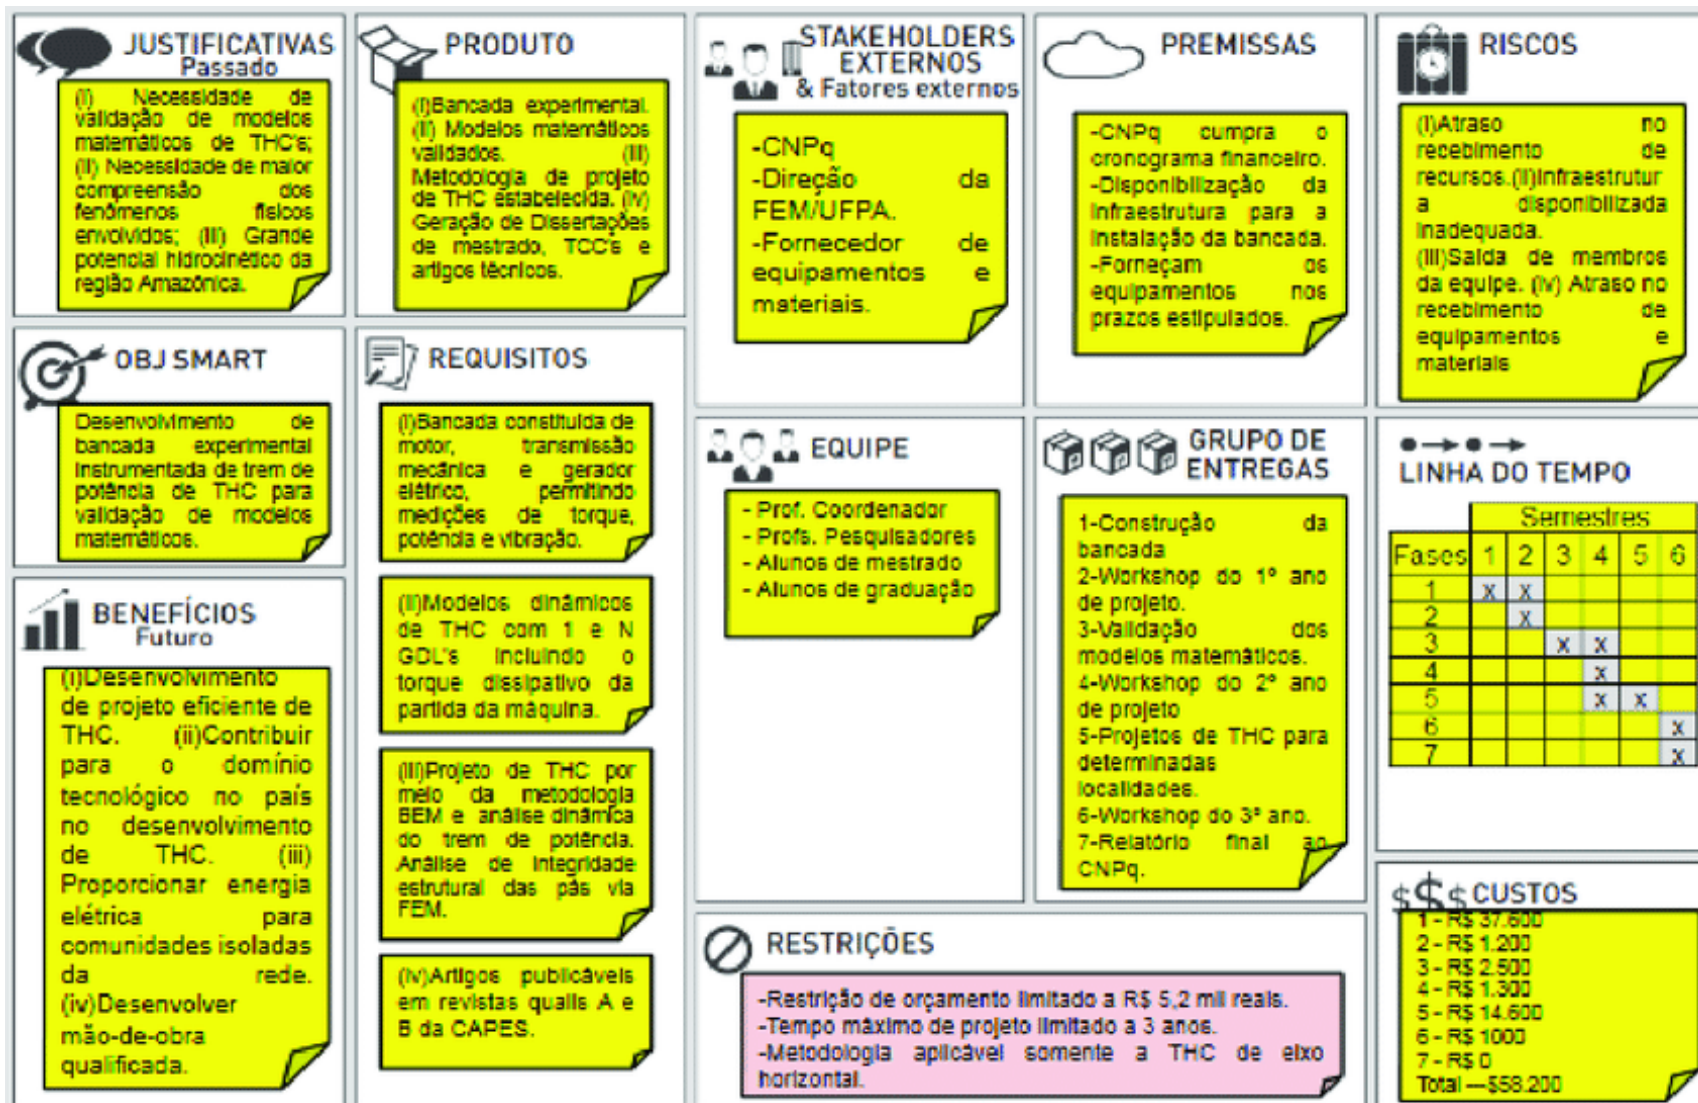 JUSTIFICATIVAS
Passado
(I) Necessidade de
validação de modelos
matemáticos de THC's;
(II) Necessidade de maior
compreensão dos
fenômenos físicos
envolvidos; (III) Grande
potencial hidrocinético da
região Amazônica.
PRODUTO
(I)Bancada experimental.
(II) Modelos matemáticos
validados. (III)
Metodologia de projeto
de THC estabelecida. (iv)
Geração de Dissertações
de mestrado, TCC's e
artigos técnicos.
STAKEHOLDERS
EXTERNOS
& Fatores externos
-CNPq
-Direção da
FEM/UFPA.
-Fornecedor de
equipamentos e
materiais.
PREMISSAS
-CNPq cumpra o
cronograma financeiro.
-Disponibilização da
infraestrutura para a
instalação da bancada.
-Forneçam os
equipamentos nos
prazos estipulados.
RISCOS
(I)Atraso no
recebimento de
recursos.(II)Infraestrutur
a disponibilizada
inadequada.
(III)Saída de membros
da equipe. (iv) Atraso no
recebimento de
equipamentos e
materiais
OBJ SMART
Desenvolvimento de
bancada experimental
instrumentada de trem de
potência de THC para
validação de modelos
matemáticos.
REQUISITOS
(I)Bancada constituída de
motor, transmissão
mecânica e gerador
elétrico, permitindo
medições de torque,
potência e vibração.
(II)Modelos dinâmicos
de THC com 1 e N
GDL's incluindo o
torque dissipativo da
partida da máquina.
(III)Projeto de THC por
meio da metodologia
BEM e análise dinâmica
do trem de potência.
Análise de integridade
estrutural das pás via
FEM.
(iv)Artigos publicáveis
em revistas qualis A e
B da CAPES.
EQUIPE
- Prof. Coordenador
- Profs. Pesquisadores
- Alunos de mestrado
- Alunos de graduação
GRUPO DE
ENTREGAS
1-Construção da
bancada
2-Workshop do 1º ano
de projeto.
3-Validação dos
modelos matemáticos.
4-Workshop do 2º ano
de projeto
5-Projetos de THC para
determinadas
localidades.
6-Workshop do 3º ano.
7-Relatório final ao
CNPq.
LINHA DO TEMPO
Semestres
Fases 1 2 3 4 5 6
1 x x
2 x
3 x x
4 x
5 x x
6 x
7 x
BENEFÍCIOS
Futuro
(i)Desenvolvimento
de projeto eficiente de
THC. (ii)Contribuir
para o domínio
tecnológico no país
no desenvolvimento
de THC. (iii)
Proporcionar energia
elétrica para
comunidades isoladas
da rede.
(iv)Desenvolver
mão-de-obra
qualificada.
RESTRIÇÕES
-Restrição de orçamento limitado a R$ 5,2 mil reais.
-Tempo máximo de projeto limitado a 3 anos.
-Metodologia aplicável somente a THC de eixo
horizontal.
$$$ CUSTOS
1 - R$ 37.600
2 - R$ 1.200
3 - R$ 2.500
4 - R$ 1.300
5 - R$ 14.600
6 - R$ 1000
7 - R$ 0
Total ---$58.200